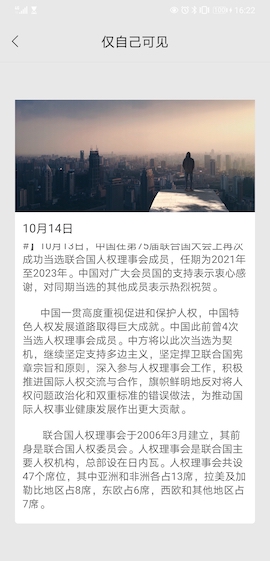 16:22
仅自己可见
10月14日
#】10月13日，中国在第75届联合国大会上再次
成功当选联合国人权理事会成员，任期为2021年
至2023年。中国对广大会员国的支持表示衷心感
谢，对同期当选的其他成员表示热烈祝贺。
中国一贯高度重视促进和保护人权，中国特
色人权发展道路取得巨大成就。中国此前曾4次
当选人权理事会成员。中方将以此次当选为契
机，继续坚定支持多边主义，坚定捍卫联合国宪
章宗旨和原则，深入参与人权理事会工作，积极
推进国际人权交流与合作，旗帜鲜明地反对将人
权问题政治化和双重标准的错误做法，为推动国
际人权事业健康发展作出更大贡献。
联合国人权理事会于2006年3月建立，其前
身是联合国人权委员会。人权理事会是联合国主
要人权机构，总部设在日内瓦。人权理事会共设
47个席位，其中亚洲和非洲各占13席，拉美及加
勒比地区占8席，东欧占6席，西欧和其他地区占
7席。